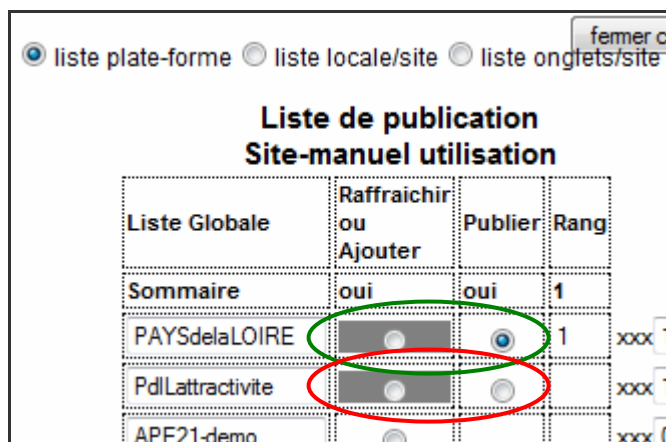 fermer
liste plate-forme liste locale/site liste onglets/site
Liste de publication
Site-manuel utilisation
Liste Globale Raffraichir ou Ajouter Publier Rang
Sommaire oui oui 1
PAYSdelaLOIRE 1 xxx
PdlLattractivite xxx
APF21-demo xxx